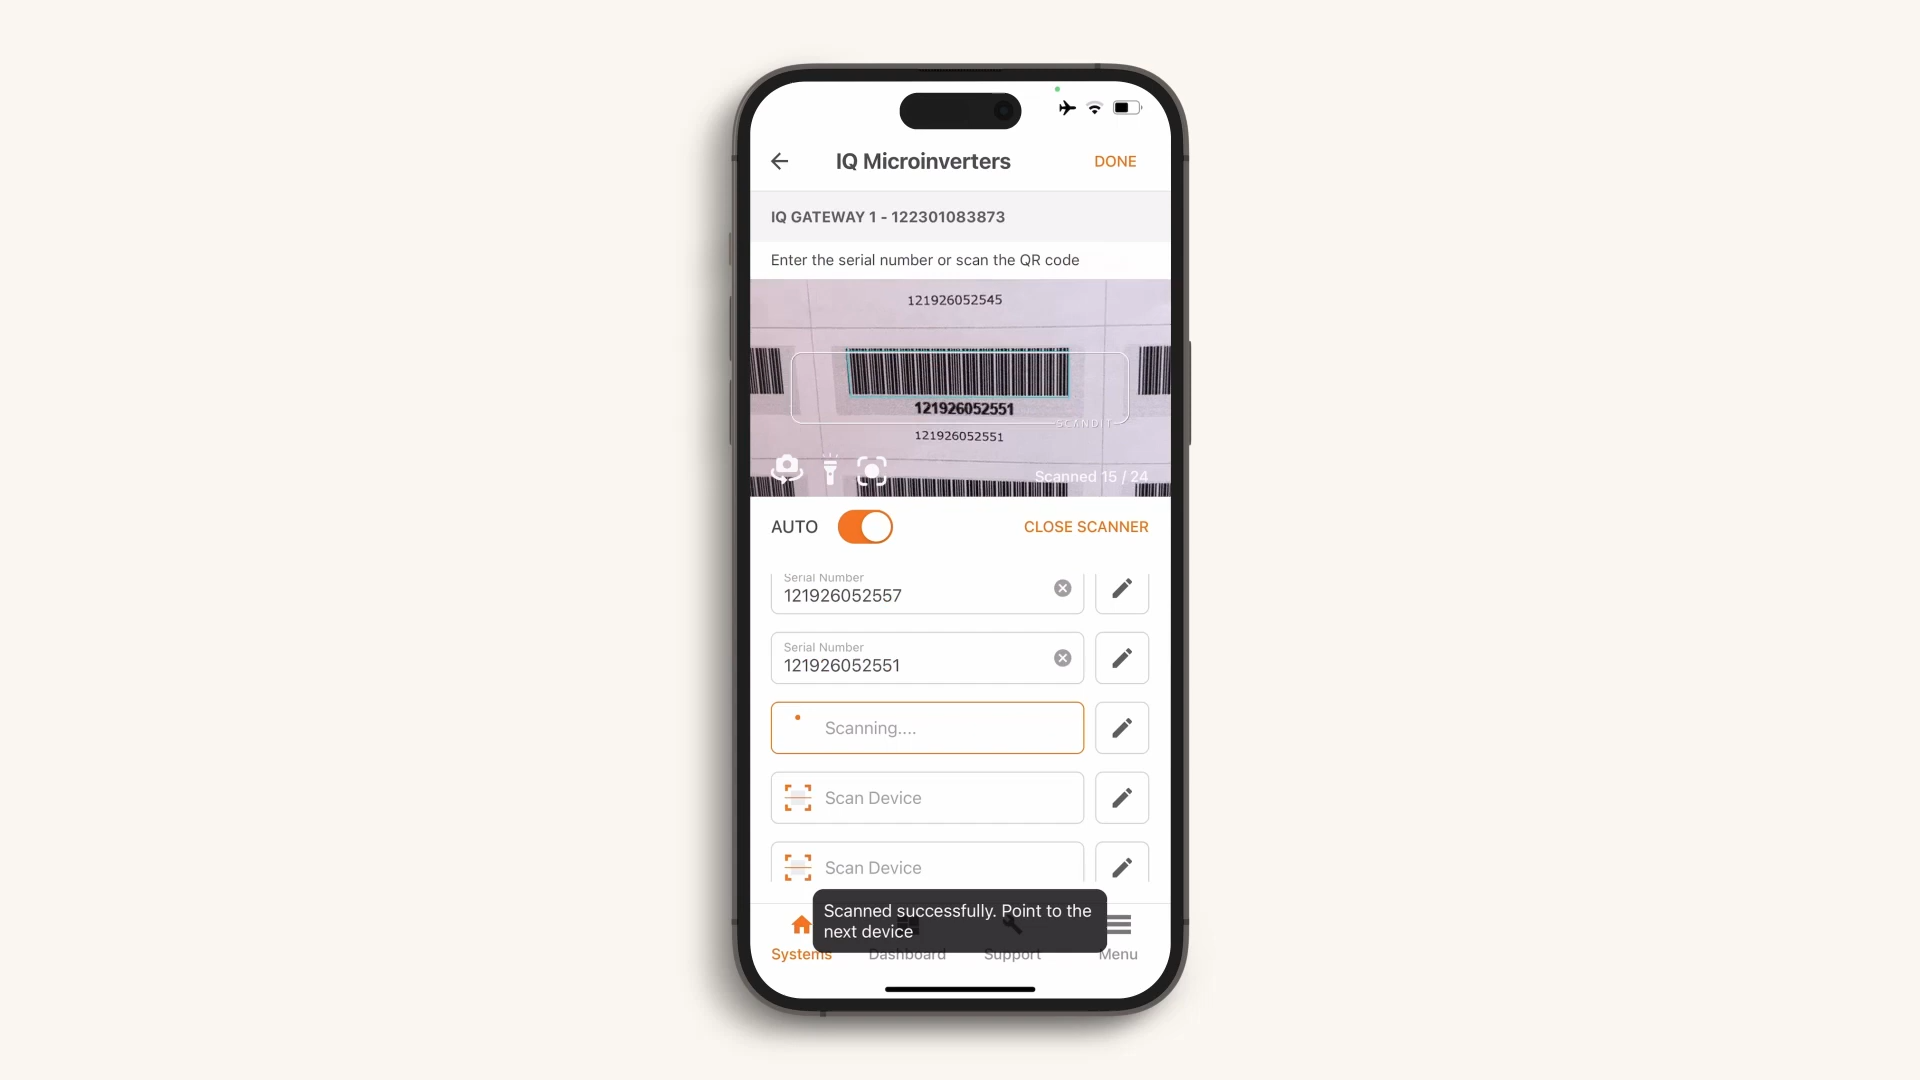 IQ Microinverters
DONE
IQ GATEWAY 1 - 122301083873
Enter the serial number or scan the QR code
121926052545
121926052551
SCANDIT
121926052551
Scanned 15 / 24
AUTO
CLOSE SCANNER
Serial Number
121926052557
Serial Number
121926052551
Scanning....
Scan Device
Scan Device
Scanned successfully. Point to the
next device
Systems
Dashboard
Support
Menu